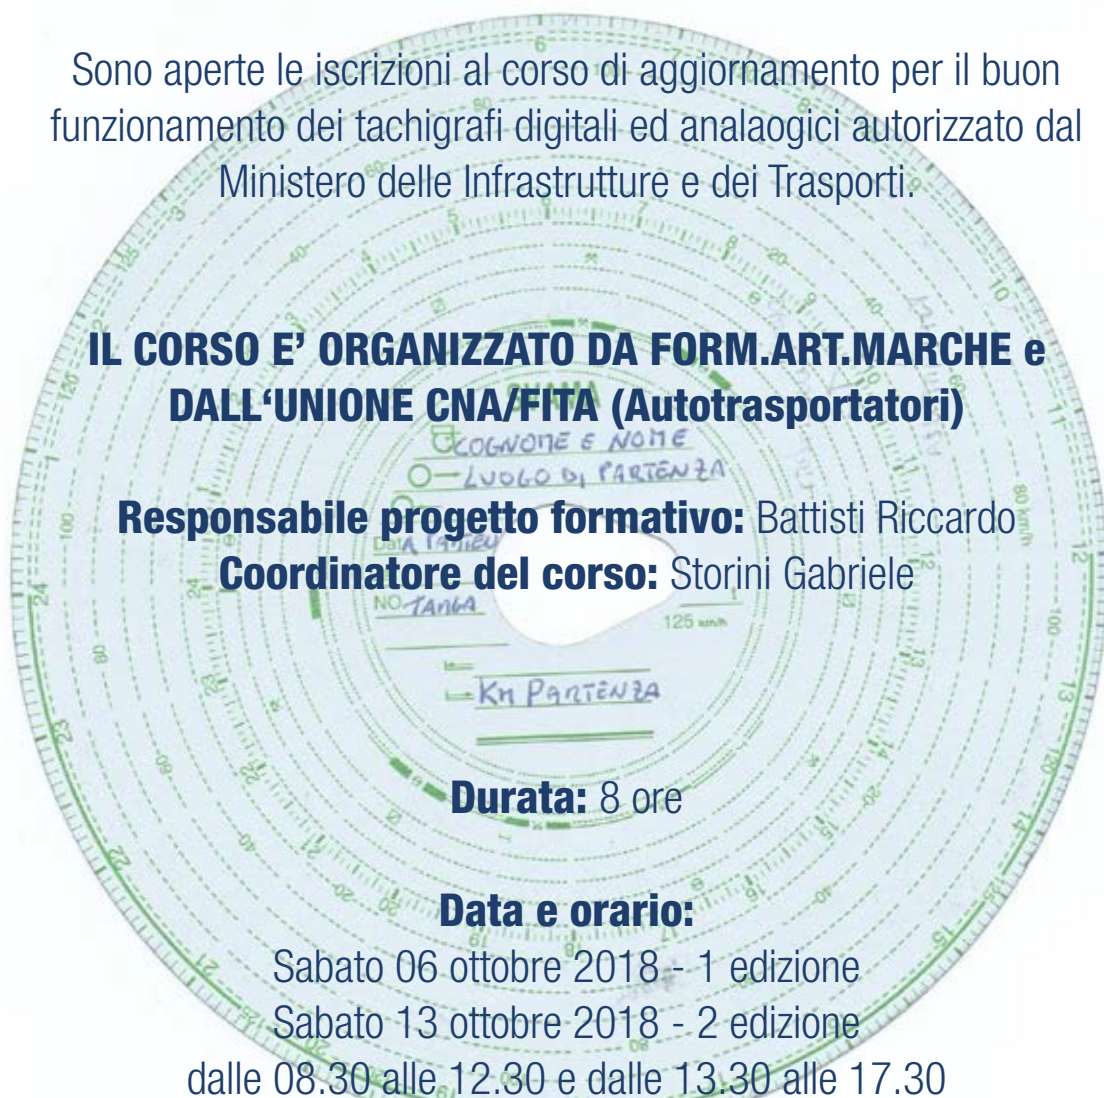 Sono aperte le iscrizioni al corso di aggiornamento per il buon
funzionamento dei tachigrafi digitali ed analaogici autorizzato dal
Ministero delle Infrastrutture e dei Trasporti.
IL CORSO E’ ORGANIZZATO DA FORM.ART.MARCHE e
DALL‘UNIONE CNA/FITA (Autotrasportatori)
COGNOME E NOME
LUOGO DI PARTENZA
Responsabile progetto formativo: Battisti Riccardo
Data
Coordinatore del corso: Storini Gabriele
NO. TARGA
125 km/h
Km PARTENZA
Durata: 8 ore
Data e orario:
Sabato 06 ottobre 2018 - 1 edizione
Sabato 13 ottobre 2018 - 2 edizione
dalle 08.30 alle 12.30 e dalle 13.30 alle 17.30